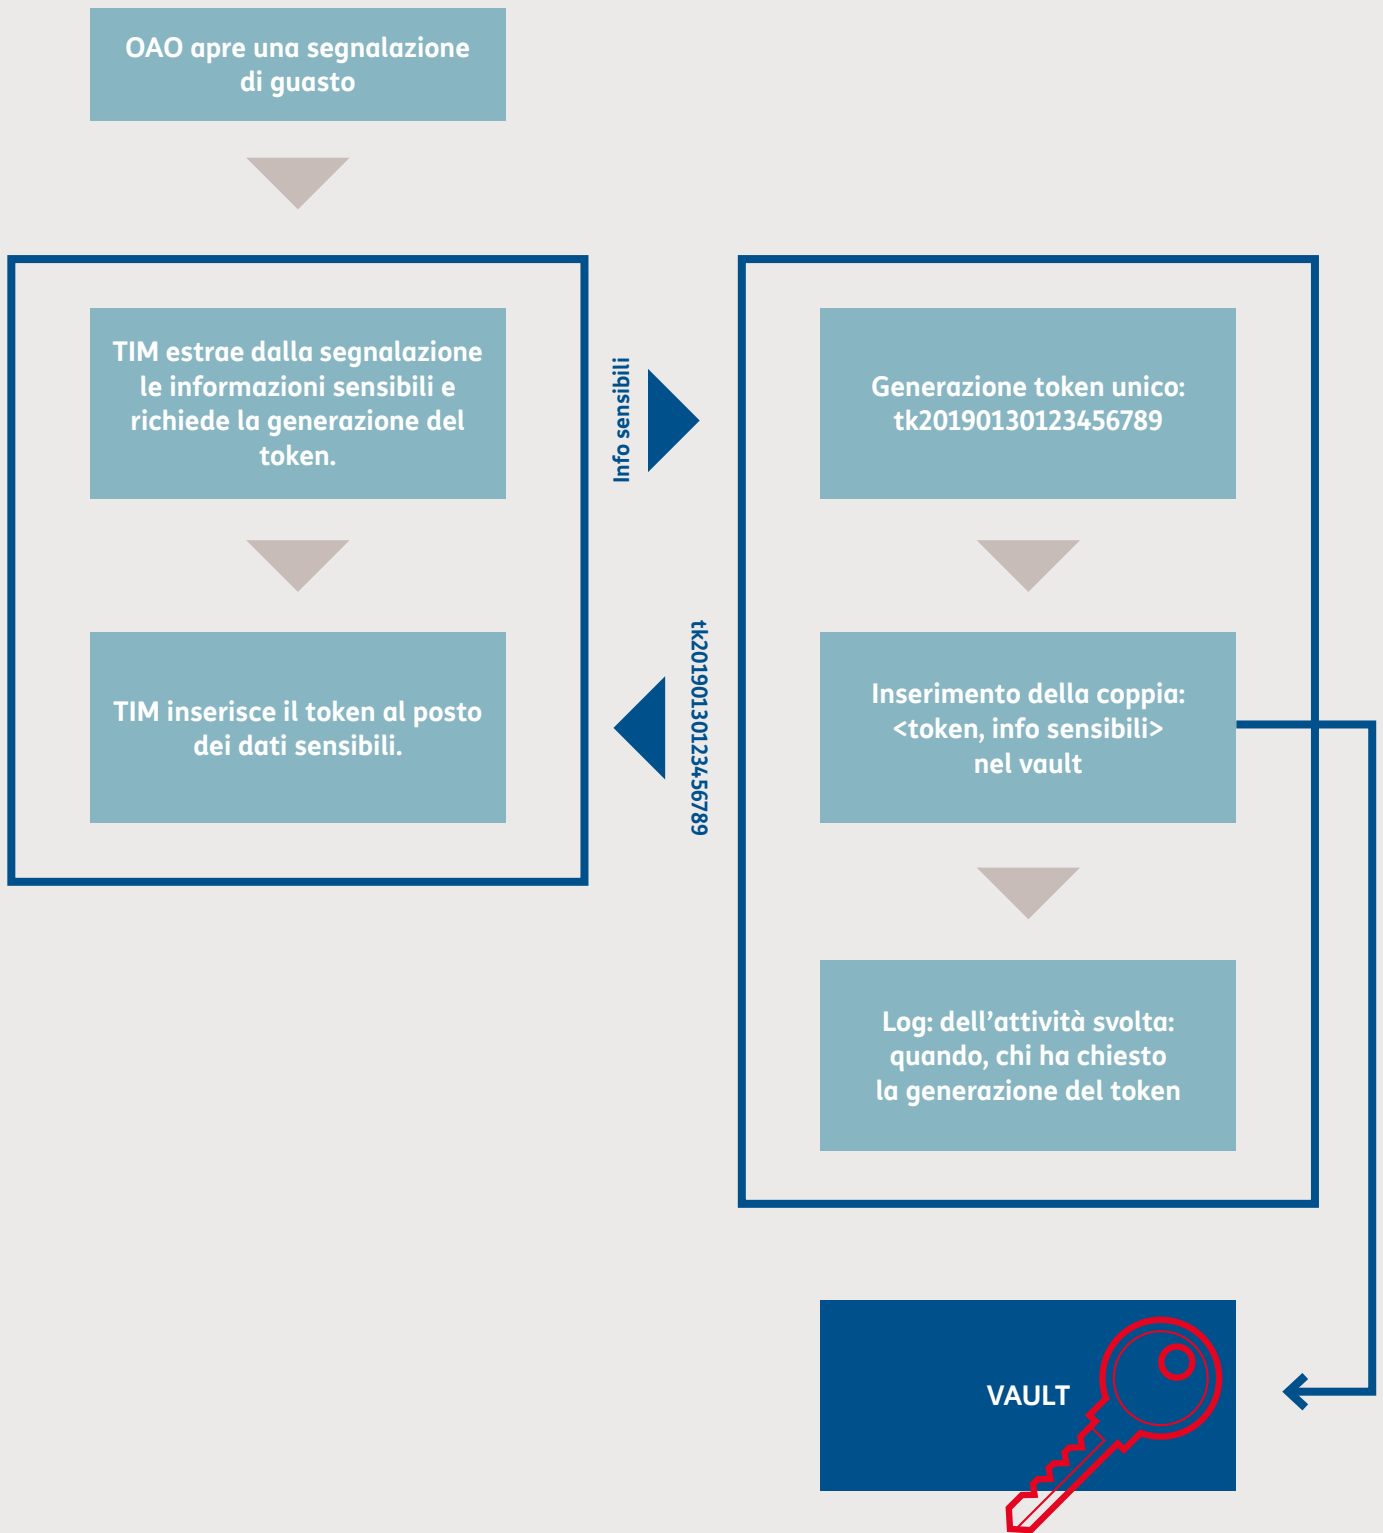 OAO apre una segnalazione
di guasto
TIM estrae dalla segnalazione
le informazioni sensibili e
richiede la generazione del
token.
Info sensibili
Generazione token unico:
tk20190130123456789
TIM inserisce il token al posto
dei dati sensibili.
tk20190130123456789
Inserimento della coppia:
<token, info sensibili>
nel vault
Log: dell’attività svolta:
quando, chi ha chiesto
la generazione del token
VAULT